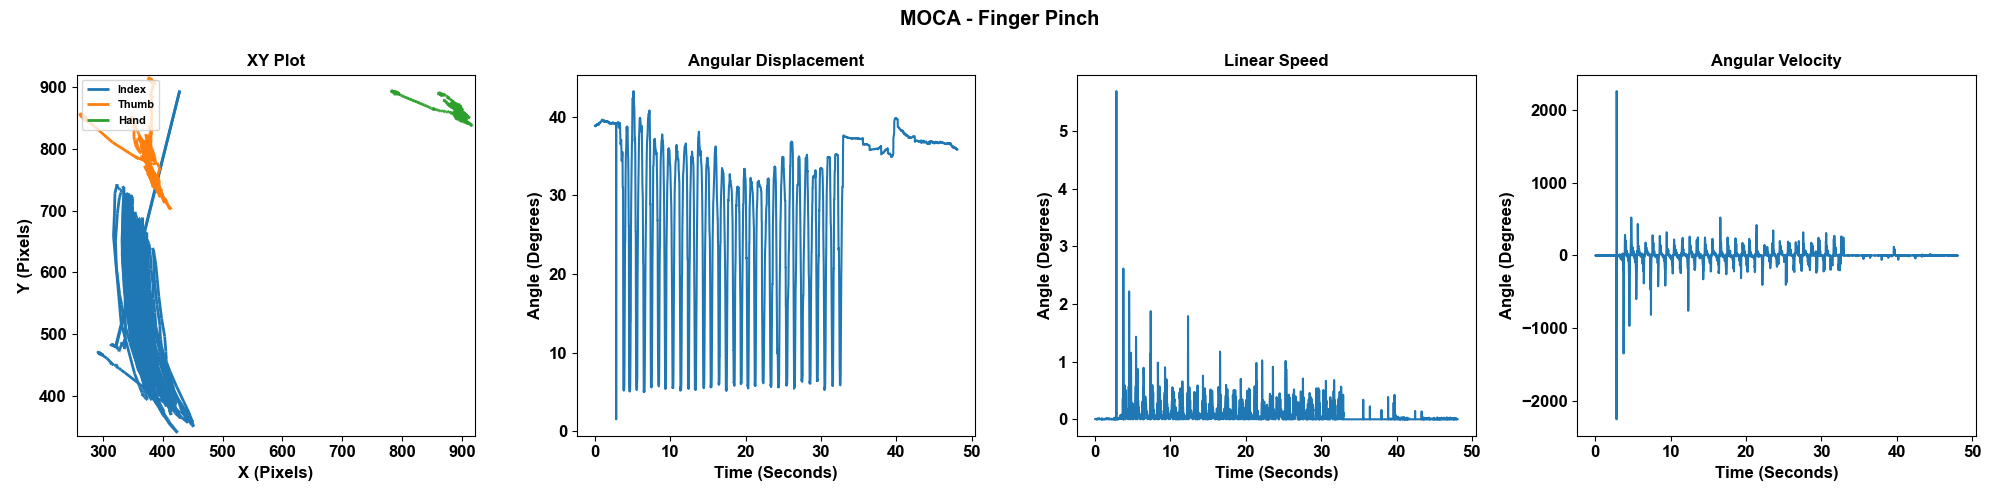 MOCA - Finger Pinch
XY Plot
Index
Thumb
Hand
900
800
700
600
500
400
300 400 500 600 700 800 900
Y (Pixels)
X (Pixels)
Angular Displacement
40
30
20
10
0
0 10 20 30 40 50
Angle (Degrees)
Time (Seconds)
Linear Speed
5
4
3
2
1
0
0 10 20 30 40 50
Angle (Degrees)
Time (Seconds)
Angular Velocity
2000
1000
0
−1000
−2000
0 10 20 30 40 50
Angle (Degrees)
Time (Seconds)